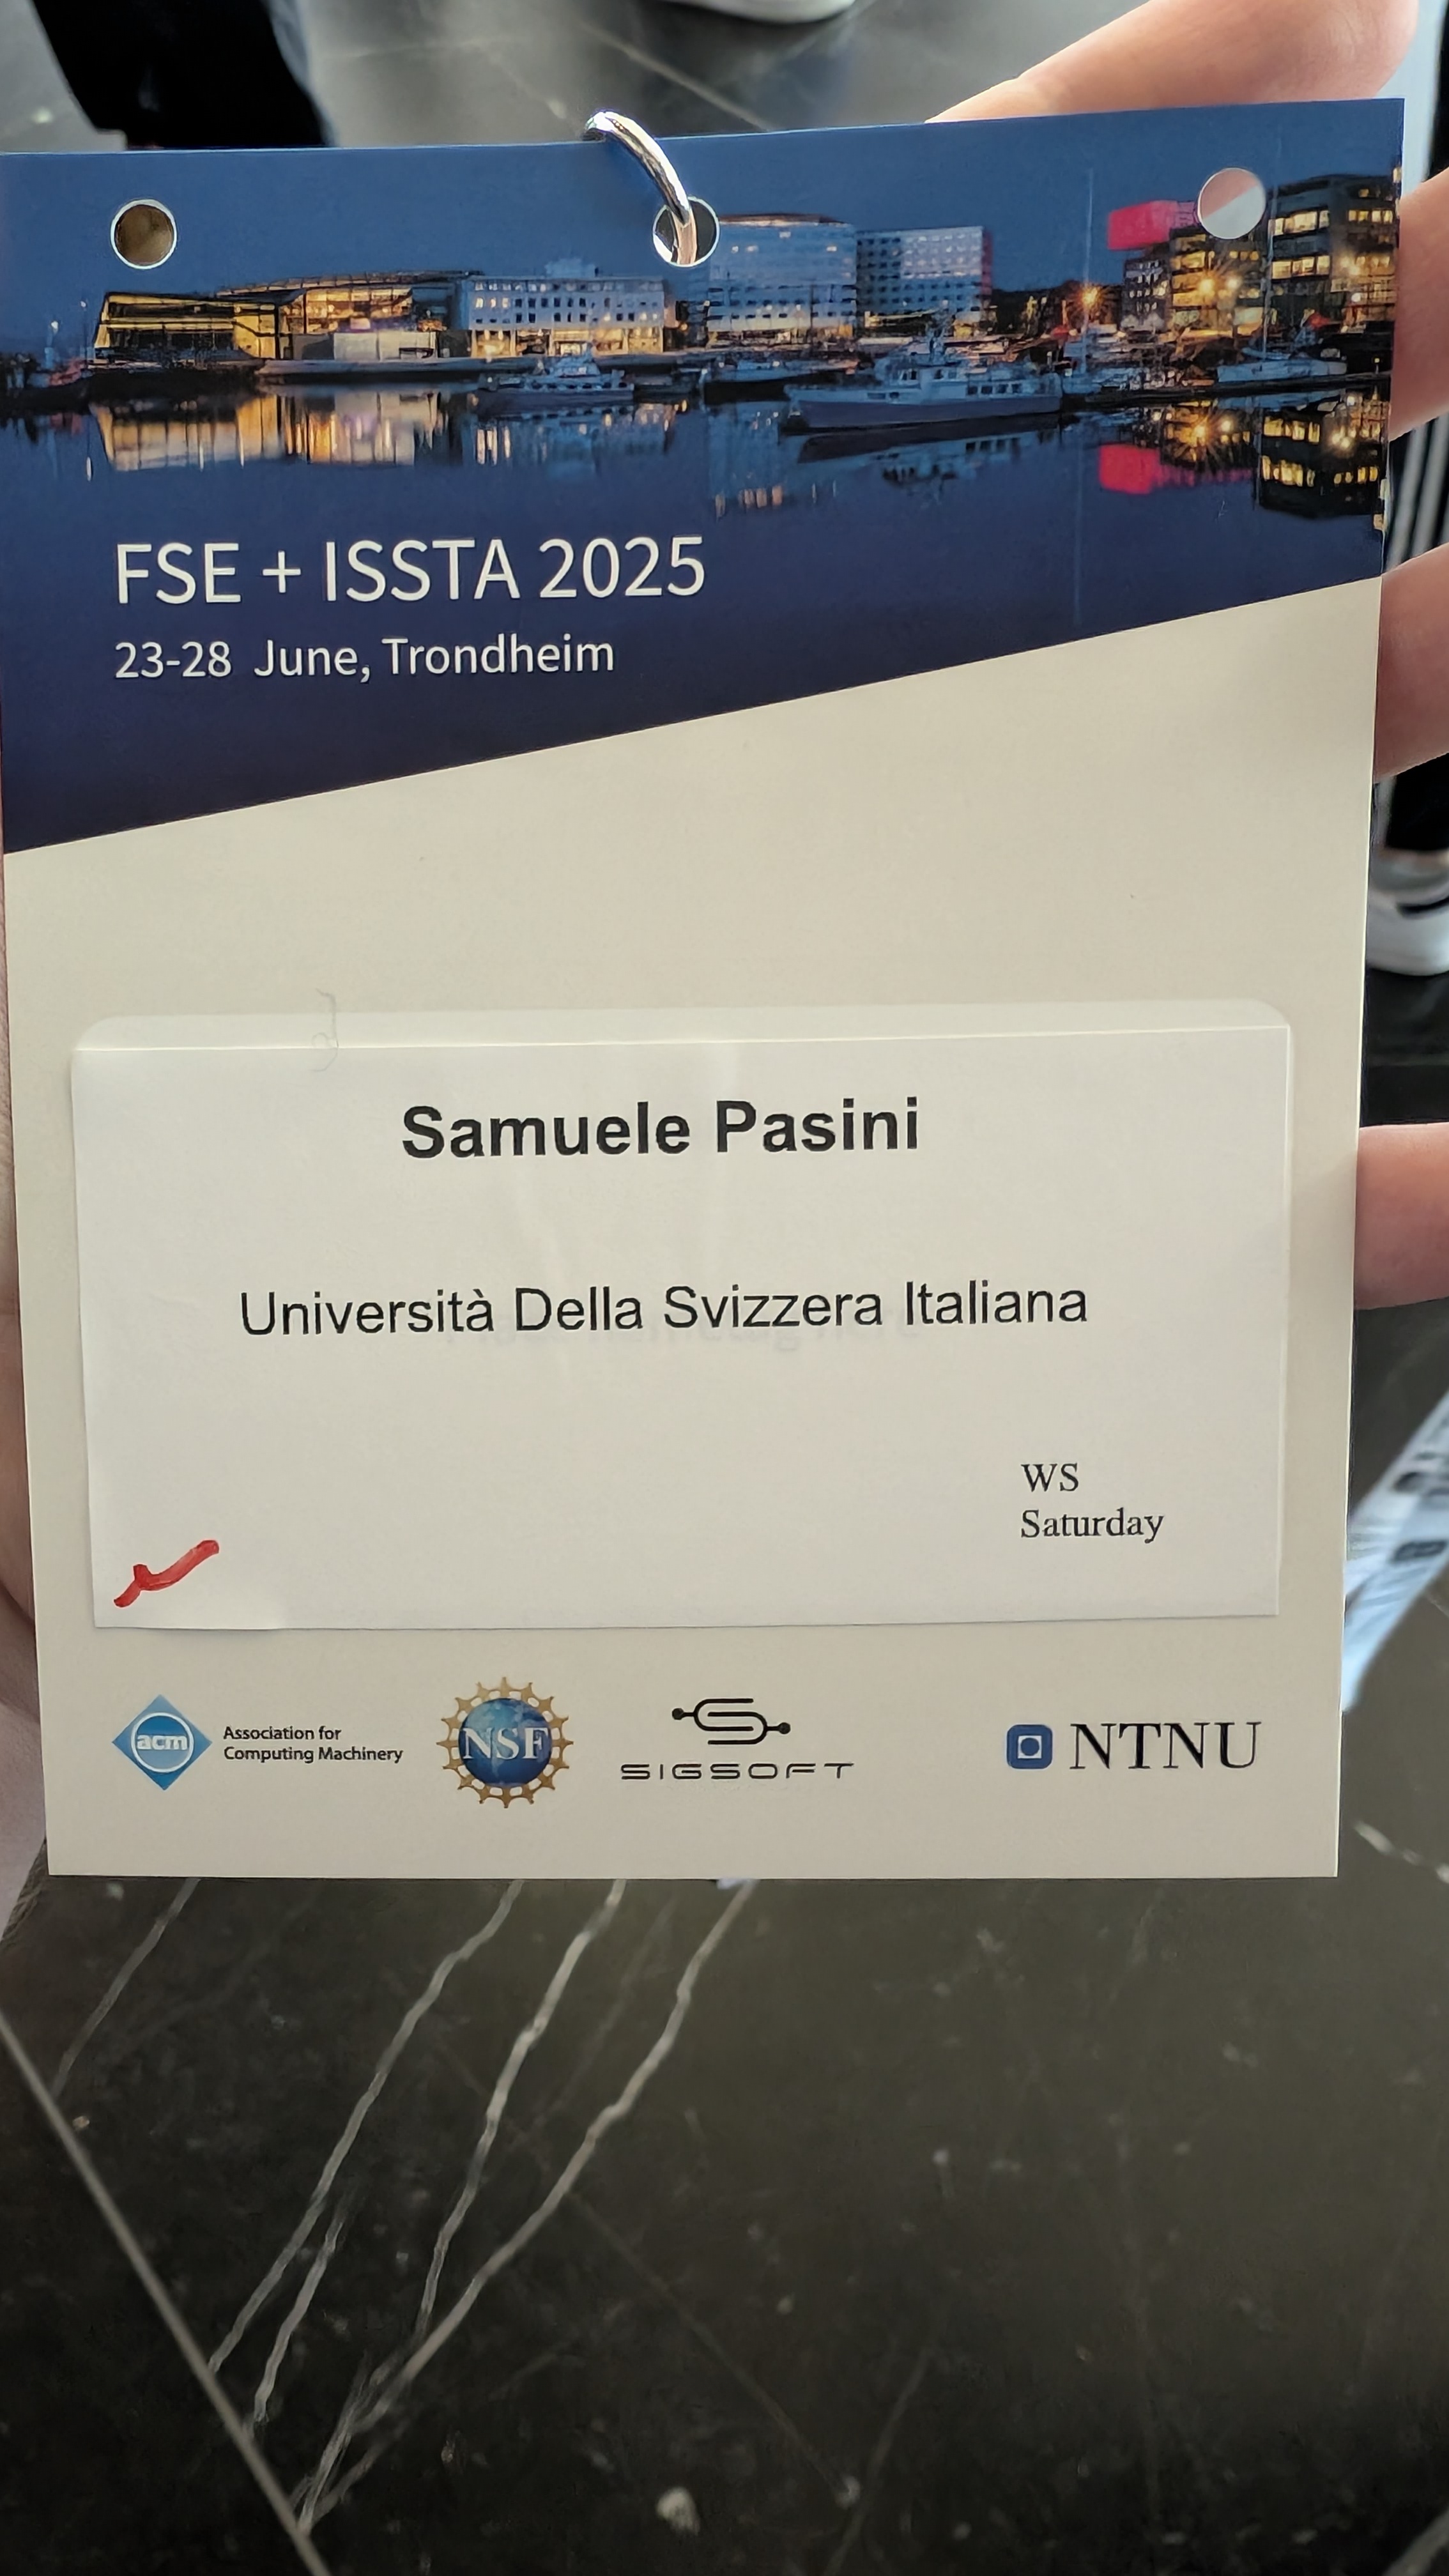 FSE + ISSTA 2025
23-28 June, Trondheim
Samuele Pasini
Università Della Svizzera Italiana
WS
Saturday
acm
Association for
Computing Machinery
NSF
SIGSOFT
NTNU